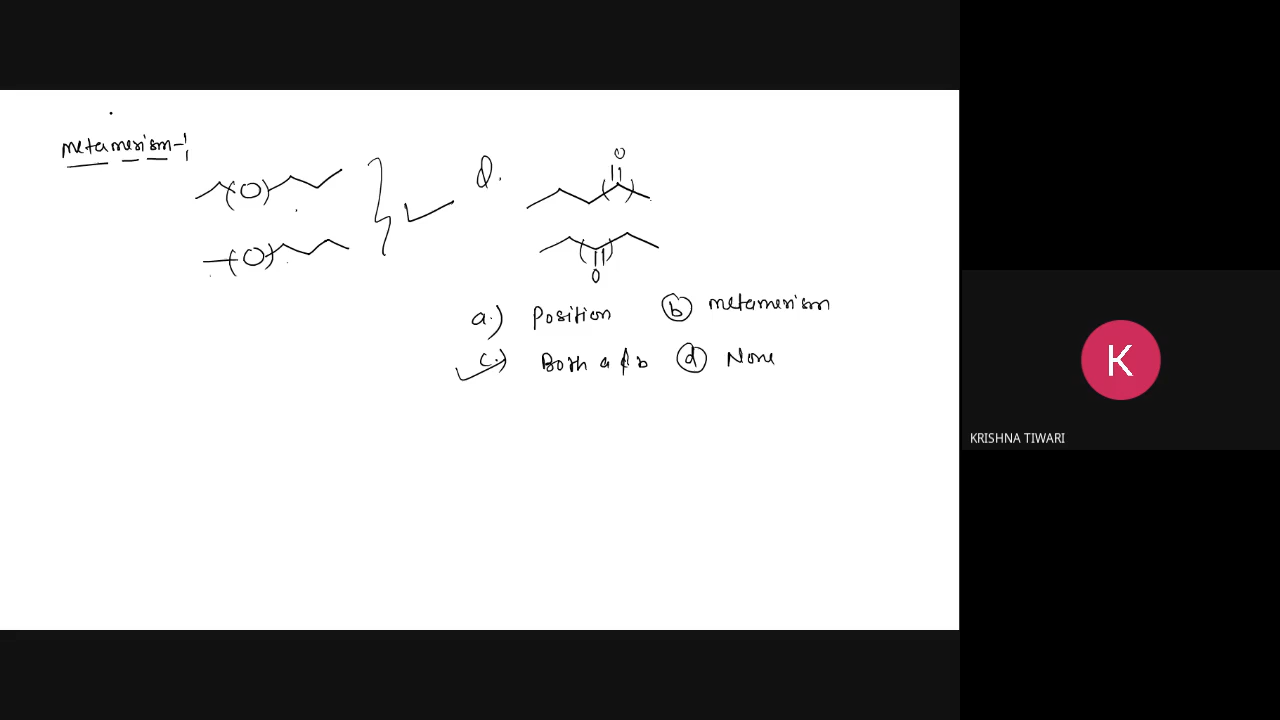 metamerism-!
(O)
(O)
Q.
O
O
a.) Position (b) metamerism
c.) Both a & b (d) None
K
KRISHNA TIWARI